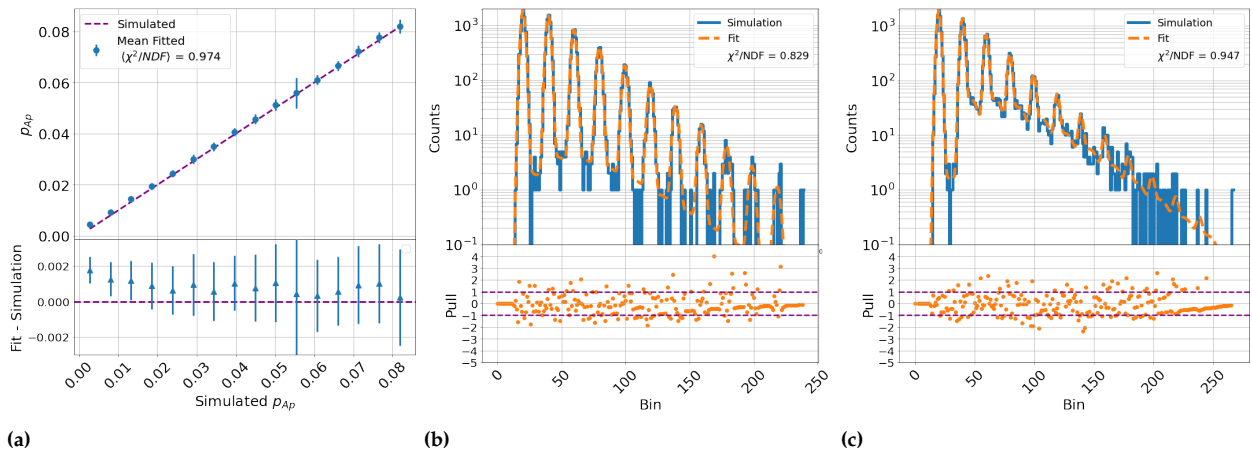 0.08
0.06
0.04
0.02
0.00
p_Ap
Simulated
Mean Fitted
⟨χ²/NDF⟩ = 0.974
0.002
0.000
−0.002
Fit - Simulation
0.00
0.01
0.02
0.03
0.04
0.05
0.06
0.07
0.08
Simulated p_Ap
(a)
10³
10²
10¹
10⁰
10⁻¹
Counts
Simulation
Fit
χ²/NDF = 0.829
4
3
2
1
0
−1
−2
−3
−4
−5
Pull
0
50
100
150
200
250
Bin
(b)
10³
10²
10¹
10⁰
10⁻¹
Counts
Simulation
Fit
χ²/NDF = 0.947
4
3
2
1
0
−1
−2
−3
−4
−5
Pull
0
50
100
150
200
250
Bin
(c)